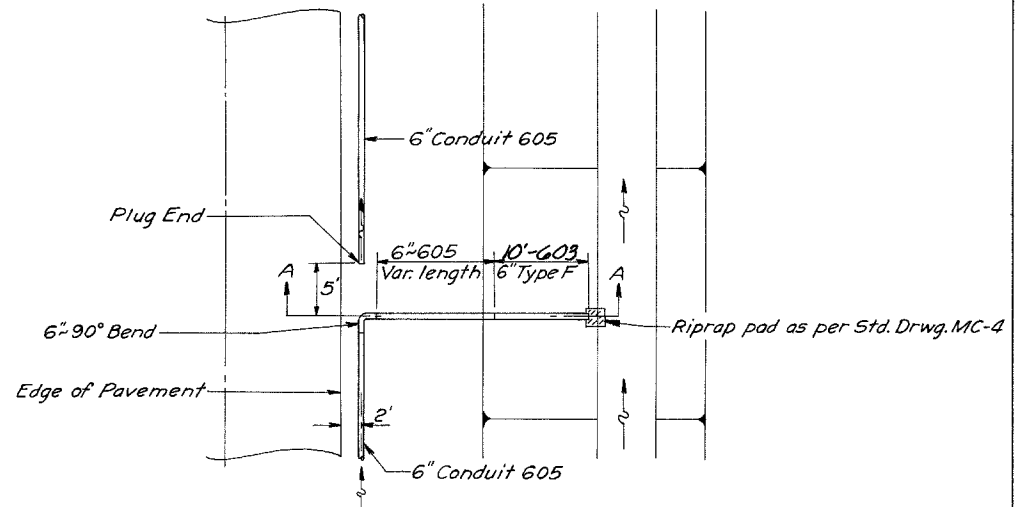 6" Conduit 605
Plug End
6"~605
10'-603
Var. length
6" Type F
A
A
5'
6"~90° Bend
Riprap pad as per Std. Drwg. MC-4
Edge of Pavement
2'
6" Conduit 605